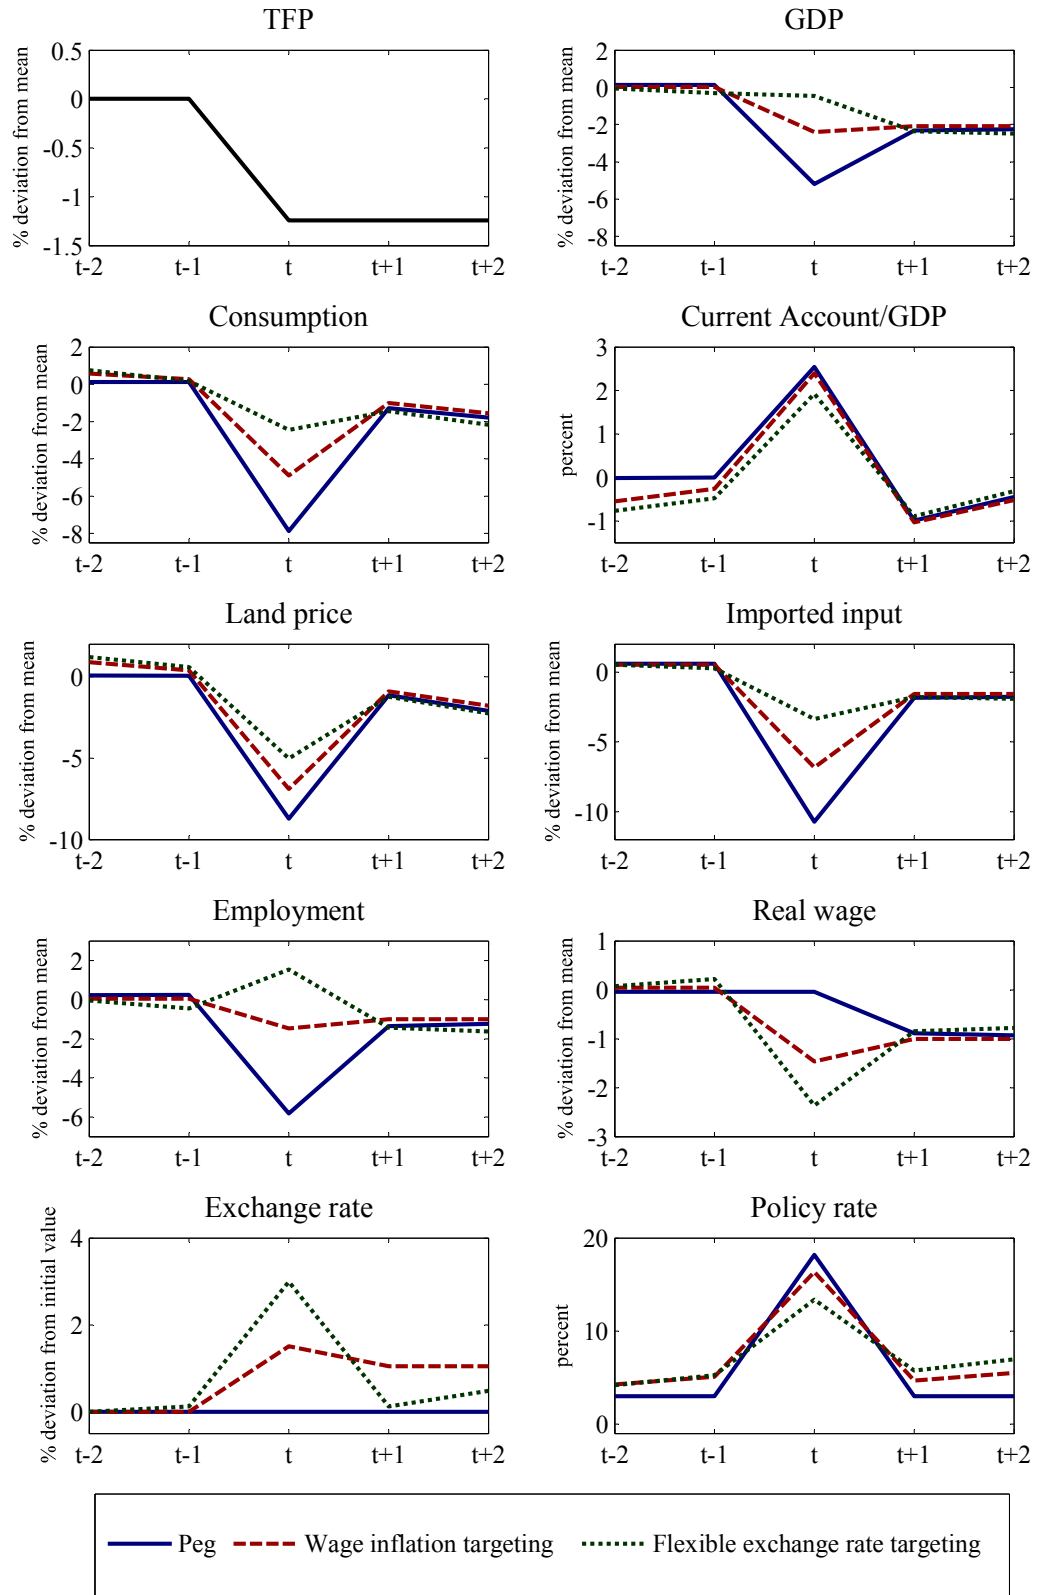 TFP
GDP
% deviation from mean
0.5
0
-0.5
-1
-1.5
t-2 t-1 t t+1 t+2
% deviation from mean
2
0
-2
-4
-6
-8
t-2 t-1 t t+1 t+2
Consumption
Current Account/GDP
% deviation from mean
2
0
-2
-4
-6
-8
t-2 t-1 t t+1 t+2
percent
3
2
1
0
-1
t-2 t-1 t t+1 t+2
Land price
Imported input
% deviation from mean
0
-5
-10
t-2 t-1 t t+1 t+2
% deviation from mean
0
-5
-10
t-2 t-1 t t+1 t+2
Employment
Real wage
% deviation from mean
2
0
-2
-4
-6
t-2 t-1 t t+1 t+2
% deviation from mean
1
0
-1
-2
-3
t-2 t-1 t t+1 t+2
Exchange rate
Policy rate
% deviation from initial value
4
2
0
t-2 t-1 t t+1 t+2
percent
20
10
0
t-2 t-1 t t+1 t+2
Peg Wage inflation targeting Flexible exchange rate targeting